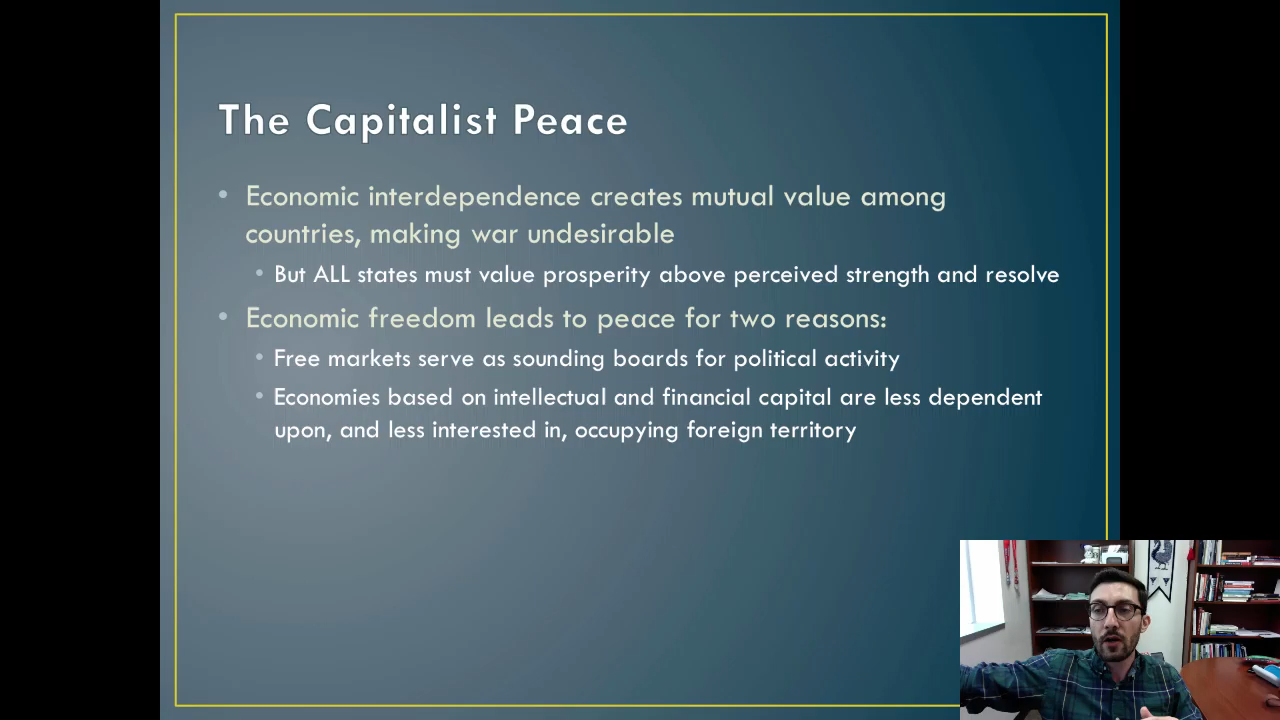 The Capitalist Peace
• Economic interdependence creates mutual value among
countries, making war undesirable
• But ALL states must value prosperity above perceived strength and resolve
• Economic freedom leads to peace for two reasons:
• Free markets serve as sounding boards for political activity
• Economies based on intellectual and financial capital are less dependent
upon, and less interested in, occupying foreign territory